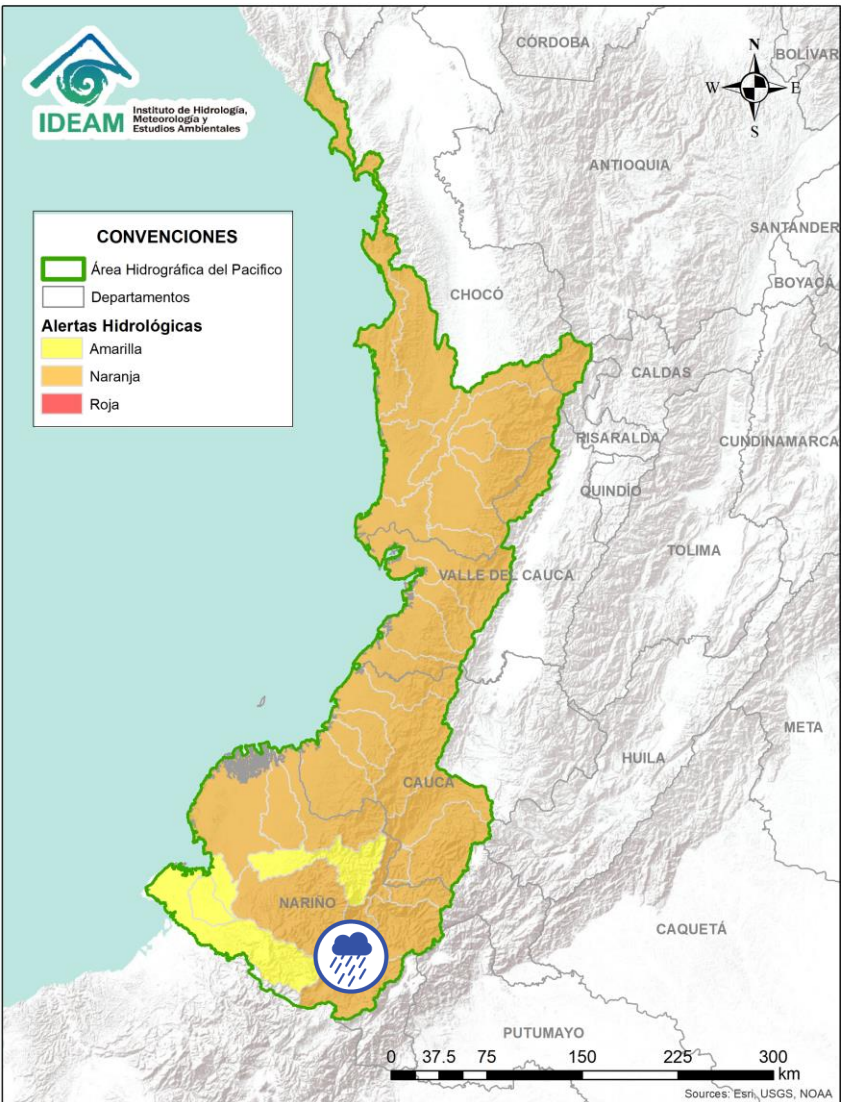 IDEAM
Instituto de Hidrología,
Meteorología y
Estudios Ambientales
N
W
E
S
CÓRDOBA
BOLIVAR
ANTIOQUIA
SANTANDER
BOYACÁ
CONVENCIONES
Área Hidrográfica del Pacifico
Departamentos
Alertas Hidrológicas
Amarilla
Naranja
Roja
CHOCÓ
CALDAS
RISARALDA
CUNDINAMARCA
QUINDÍO
TOLIMA
VALLE DEL CAUCA
META
HUILA
CAUCA
NARIÑO
CAQUETÁ
PUTUMAYO
0 37.5 75 150 225 300
km
Sources: Esri, USGS, NOAA